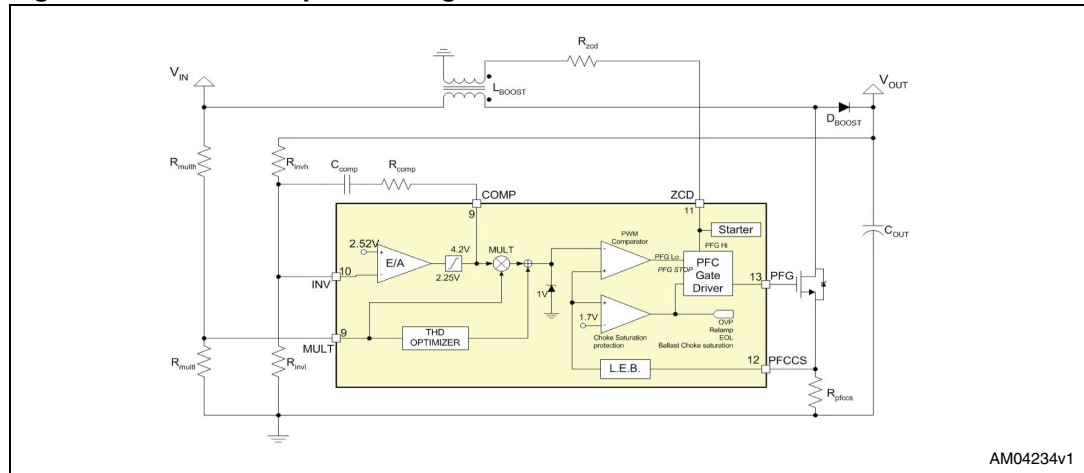 R_zcd
V_IN
V_OUT
L_BOOST
D_BOOST
R_multh
R_invh
C_comp
R_comp
COMP
ZCD
9
11
Starter
C_OUT
2.52V
+
E/A
-
4.2V
2.25V
MULT
PWM
Comparator
-
+
PFG Hi
PFG Lo
PFG STOP
PFC
Gate
Driver
13
PFG
10
INV
1V
+
1.7V
-
Choke Saturation
protection
OVP
Relamp
EOL
Ballast Choke saturation
9
MULT
THD
OPTIMIZER
L.E.B.
12
PFCCS
R_multl
R_invl
R_pfccs
AM04234v1